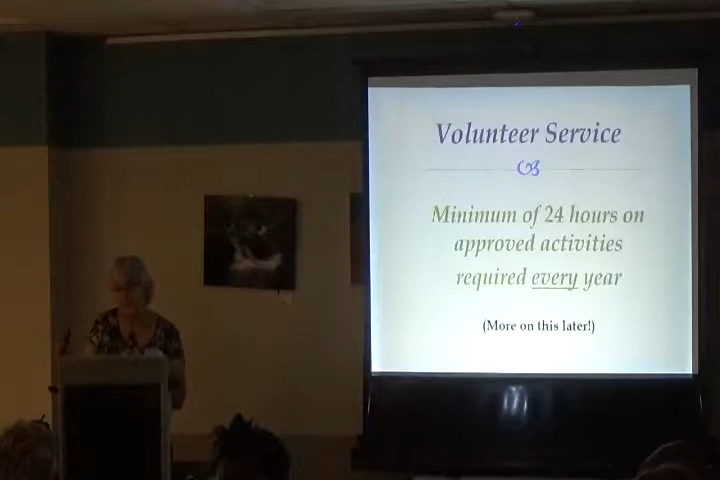 Volunteer Service
Minimum of 24 hours on
approved activities
required every year
(More on this later!)